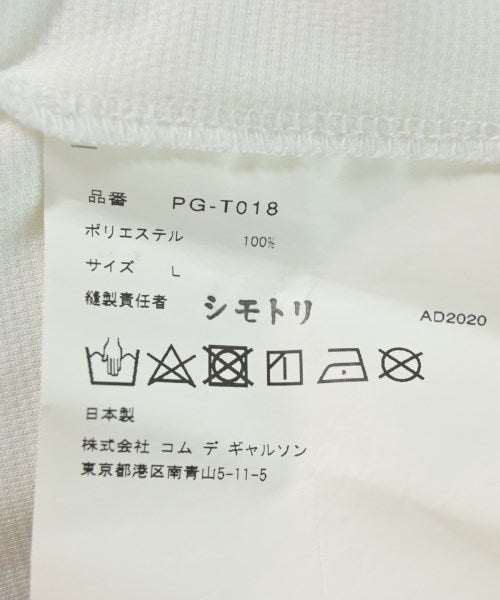 品番 PG-T018
ポリエステル 100%
サイズ L
縫製責任者 シモトリ AD2020
日本製
株式会社 コム デ ギャルソン
東京都港区南青山5-11-5